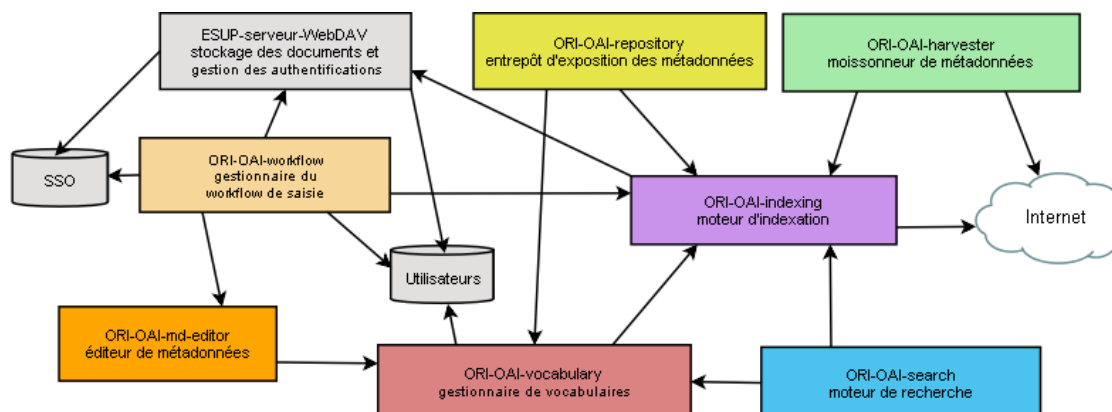 ESUP-serveur-WebDAV
stockage des documents et
gestion des authentifications
ORI-OAI-repository
entrepôt d'exposition des métadonnées
ORI-OAI-harvester
moissonneur de métadonnées
SSO
ORI-OAI-workflow
gestionnaire du
workflow de saisie
ORI-OAI-indexing
moteur d'indexation
Internet
Utilisateurs
ORI-OAI-md-editor
éditeur de métadonnées
ORI-OAI-vocabulary
gestionnaire de vocabulaires
ORI-OAI-search
moteur de recherche